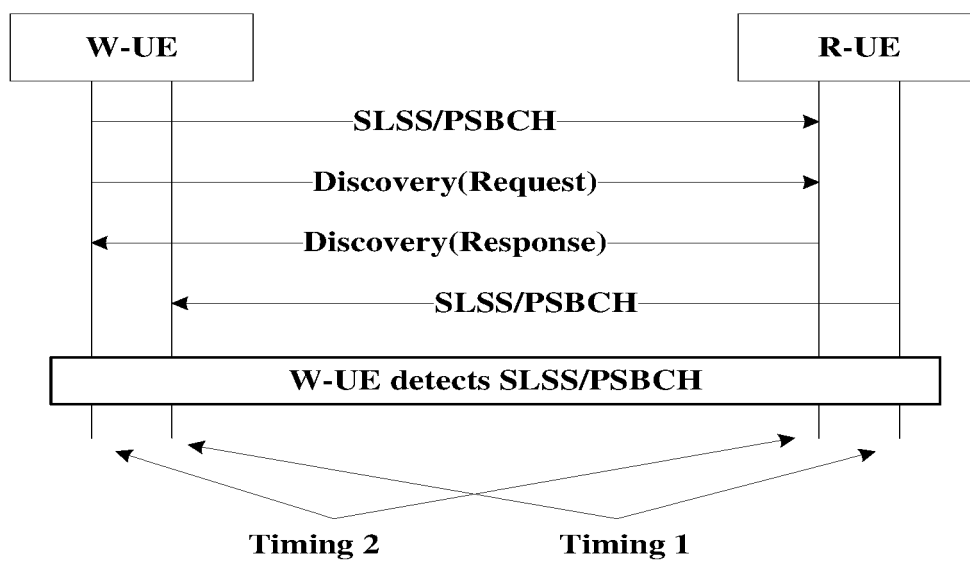 W-UE
R-UE
SLSS/PSBCH
Discovery(Request)
Discovery(Response)
SLSS/PSBCH
W-UE detects SLSS/PSBCH
Timing 2
Timing 1